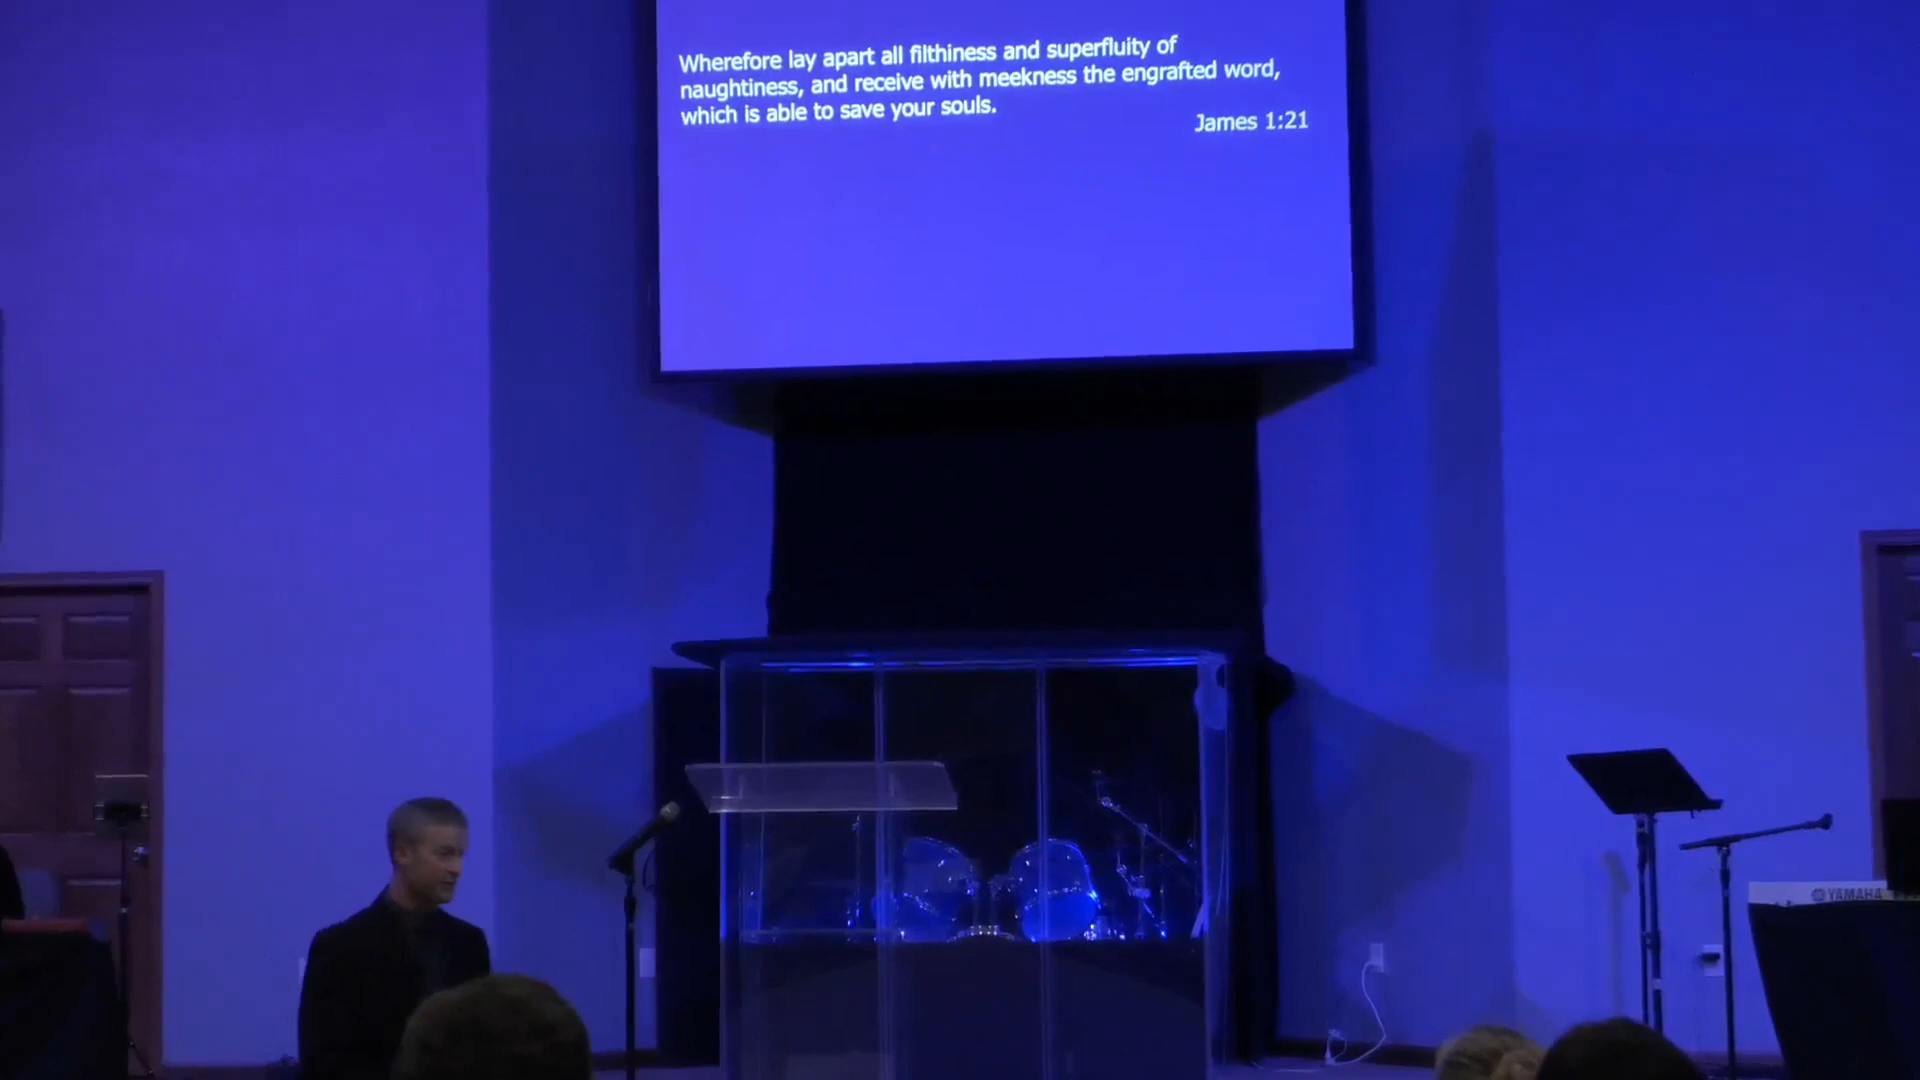 Wherefore lay apart all filthiness and superfluity of
naughtiness, and receive with meekness the engrafted word,
which is able to save your souls.
James 1:21
YAMAHA